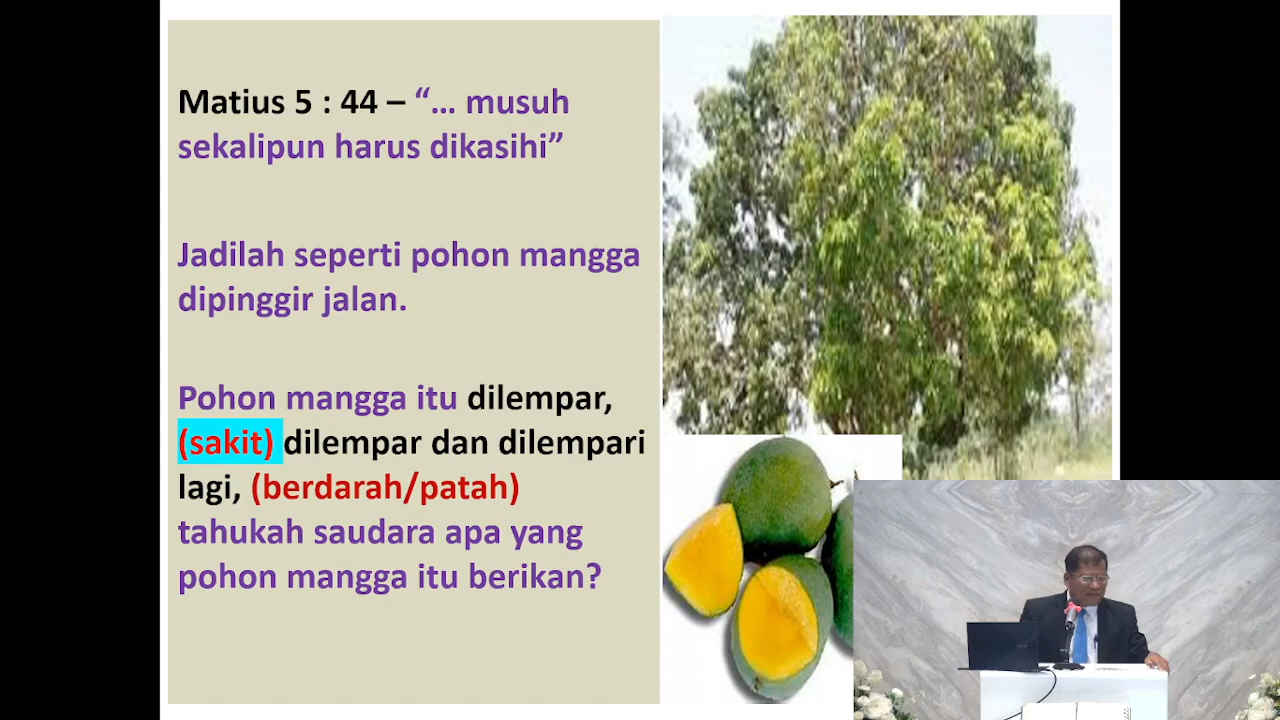 Matius 5 : 44 – “... musuh
sekalipun harus dikasihi”
Jadilah seperti pohon mangga
dipinggir jalan.
Pohon mangga itu dilempar,
(sakit) dilempar dan dilempari
lagi, (berdarah/patah)
tahukah saudara apa yang
pohon mangga itu berikan?